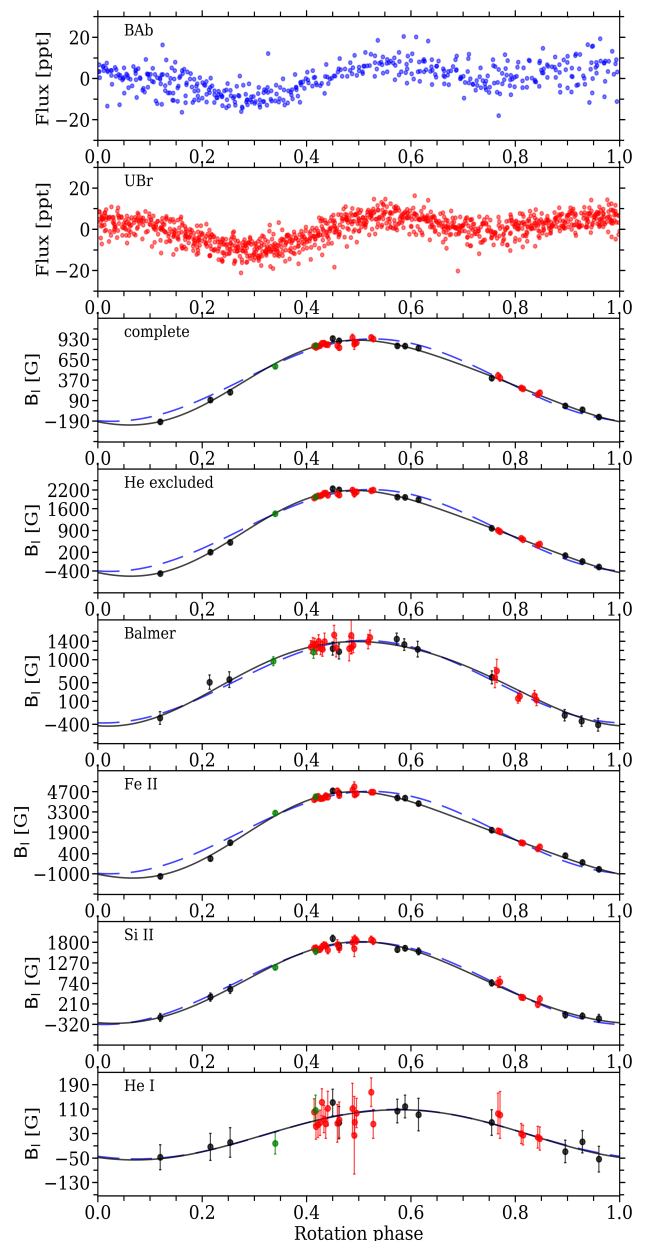 BAb
Flux [ppt]
20
0
−20
0.0 0.2 0.4 0.6 0.8 1.0
UBr
Flux [ppt]
20
0
−20
0.0 0.2 0.4 0.6 0.8 1.0
complete
Bl [G]
930
650
370
90
−190
0.0 0.2 0.4 0.6 0.8 1.0
He excluded
Bl [G]
2200
1600
900
200
−400
0.0 0.2 0.4 0.6 0.8 1.0
Balmer
Bl [G]
1400
1000
500
100
−400
0.0 0.2 0.4 0.6 0.8 1.0
Fe II
Bl [G]
4700
3300
1900
400
−1000
0.0 0.2 0.4 0.6 0.8 1.0
Si II
Bl [G]
1800
1270
740
210
−320
0.0 0.2 0.4 0.6 0.8 1.0
He I
Bl [G]
190
110
30
−50
−130
0.0 0.2 0.4 0.6 0.8 1.0
Rotation phase